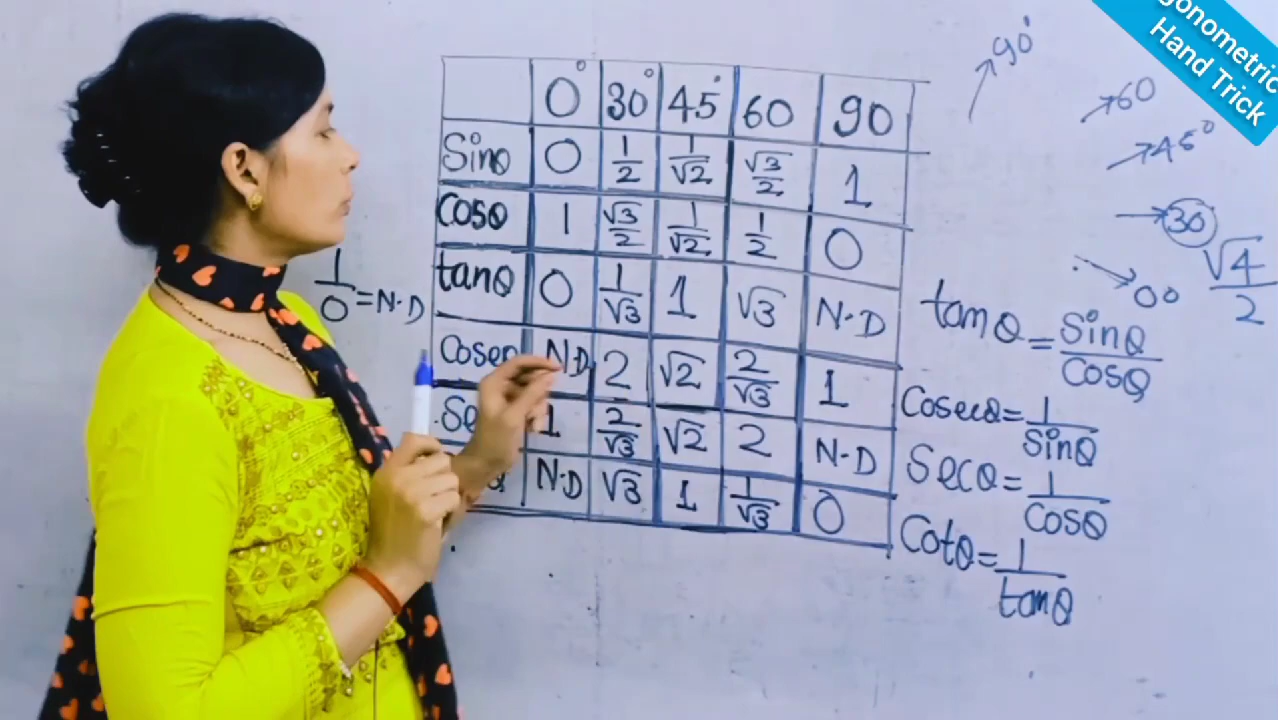 gonometric
Hand Trick
0° 30° 45° 60 90
Sinθ 0 1/2 1/√2 √3/2 1
Cosθ 1 √3/2 1/√2 1/2 0
tanθ 0 1/√3 1 √3 N·D
Cosec N·D 2 √2 2/√3 1
Se 1 2/√3 √2 2 N·D
θ N·D √3 1 1/√3 0
1/0 = N·D
→90°
→60
→45°
→30
→0°
√4/2
tanθ = Sinθ/Cosθ
Cosecθ = 1/Sinθ
Secθ = 1/Cosθ
Cotθ = 1/tanθ